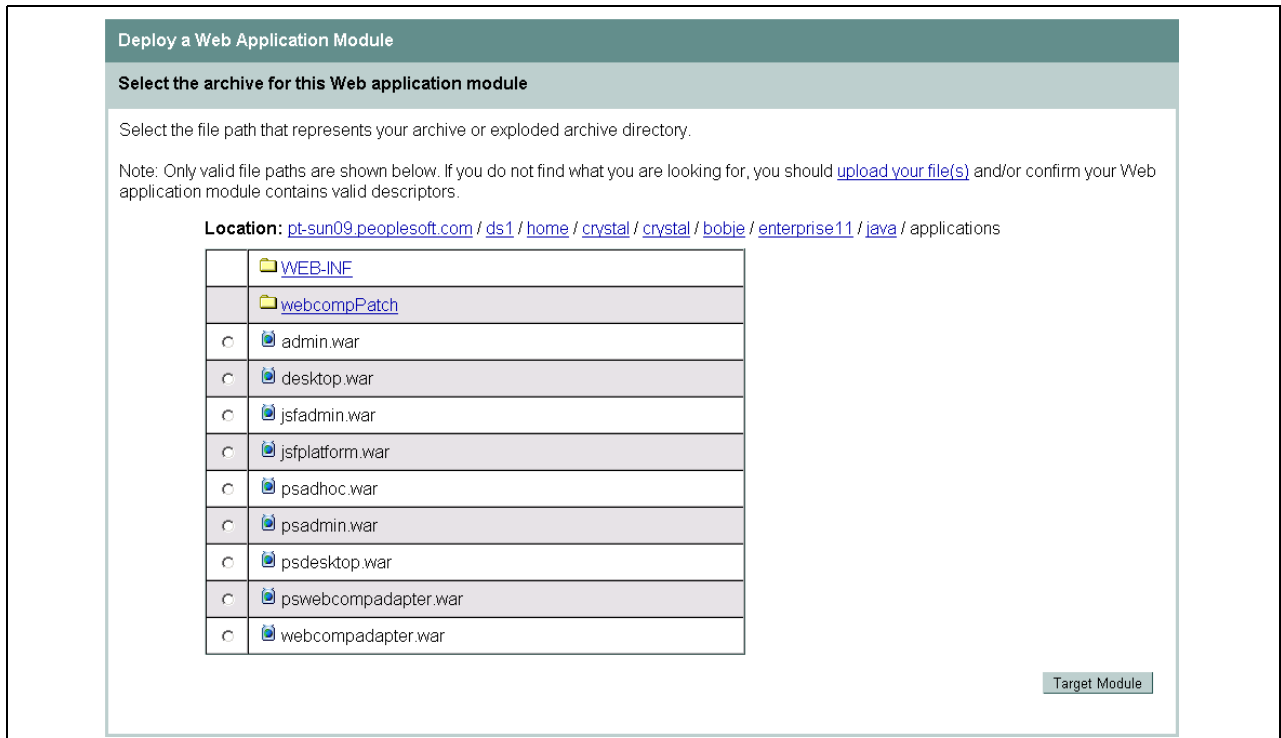 Deploy a Web Application Module
Select the archive for this Web application module
Select the file path that represents your archive or exploded archive directory.
Note: Only valid file paths are shown below. If you do not find what you are looking for, you should upload your file(s) and/or confirm your Web
application module contains valid descriptors.
Location: pt-sun09.peoplesoft.com / ds1 / home / crystal / crystal / bobje / enterprise11 / java / applications
WEB-INF
webcompPatch
admin.war
desktop.war
jsfadmin.war
jsfplatform.war
psadhoc.war
psadmin.war
psdesktop.war
pswebcompadapter.war
webcompadapter.war
Target Module